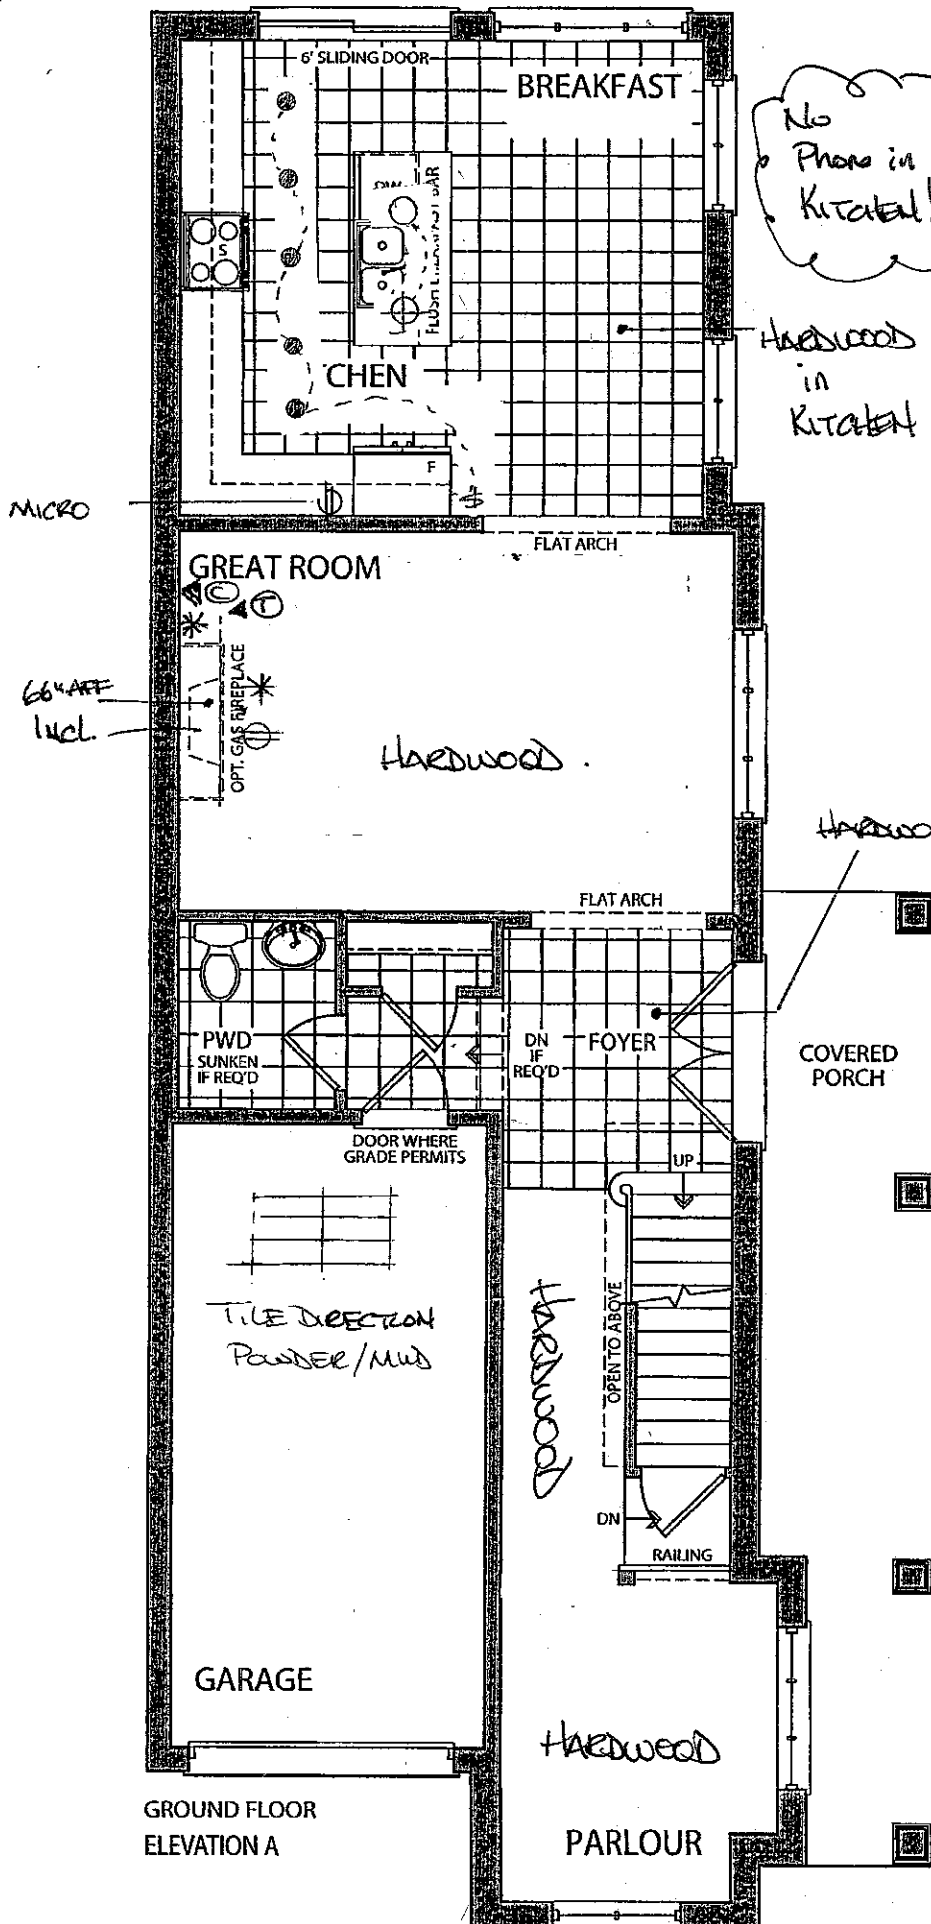 6' SLIDING DOOR
BREAKFAST
No
Phone in
KITCHEN!
DW
FLUSH BREAKFAST BAR
S
HARDWOOD
in
KITCHEN
CHEN
F
MICRO
FLAT ARCH
GREAT ROOM
C
T
66" AFF
INCL.
OPT. GAS FIREPLACE
HARDWOOD.
HARDWOO
FLAT ARCH
PWD
SUNKEN
IF REQ'D
DN
IF
REQ'D
FOYER
COVERED
PORCH
DOOR WHERE
GRADE PERMITS
UP
TILE DIRECTION
POWDER/MUD
HARDWOOD
OPEN TO ABOVE
DN
RAILING
GARAGE
HARDWOOD
GROUND FLOOR
ELEVATION A
PARLOUR